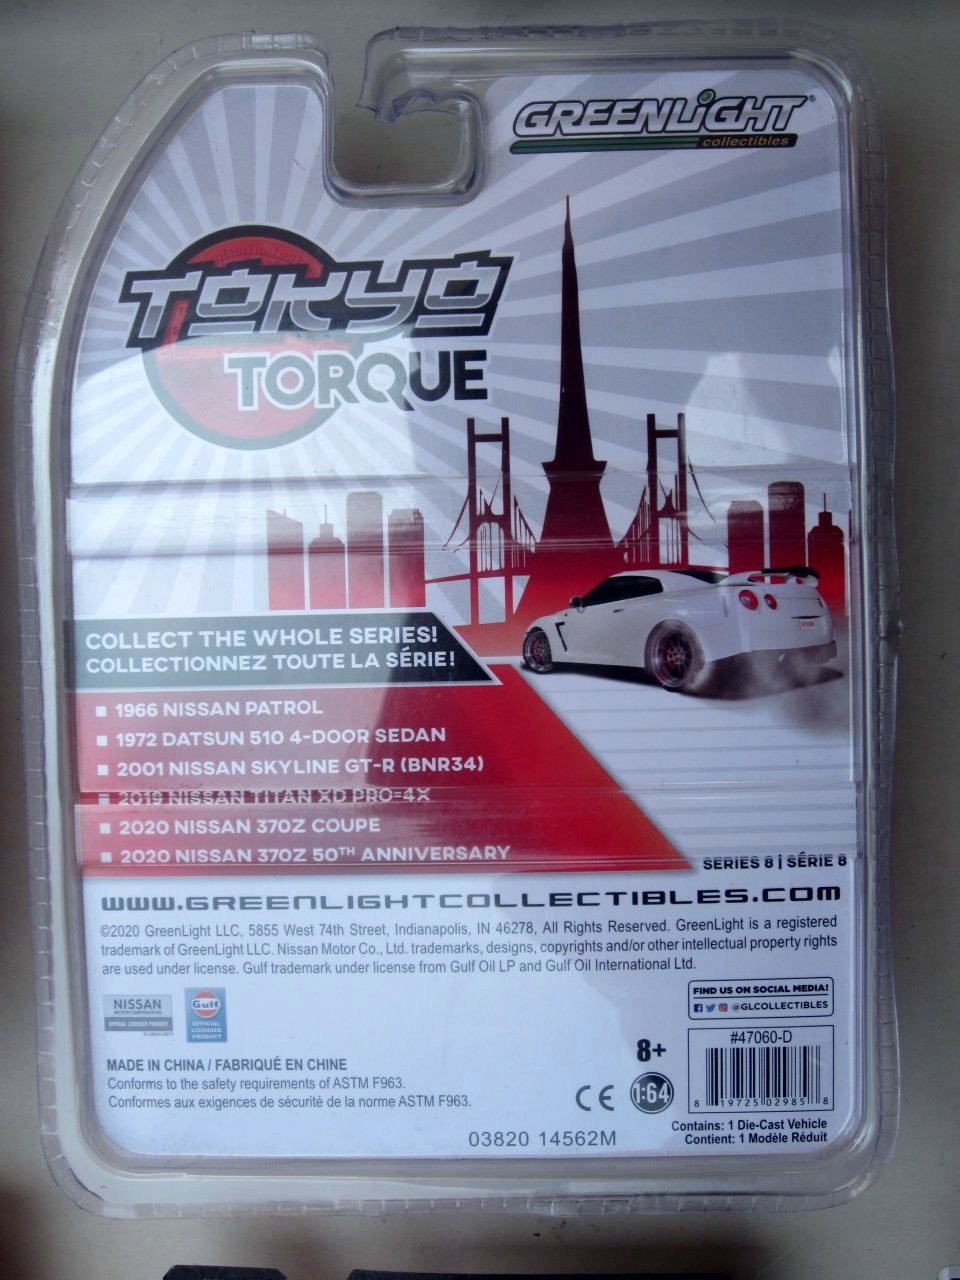 GREENLiGHT®
collectibles
TOKYO
TORQUE
COLLECT THE WHOLE SERIES!
COLLECTIONNEZ TOUTE LA SÉRIE!
■ 1966 NISSAN PATROL
■ 1972 DATSUN 510 4-DOOR SEDAN
■ 2001 NISSAN SKYLINE GT-R (BNR34)
■ 2019 NISSAN TITAN XD PRO-4X
■ 2020 NISSAN 370Z COUPE
■ 2020 NISSAN 370Z 50TH ANNIVERSARY
SERIES 8 | SÉRIE 8
WWW.GREENLIGHTCOLLECTIBLES.COM
©2020 GreenLight LLC, 5855 West 74th Street, Indianapolis, IN 46278, All Rights Reserved. GreenLight is a registered
trademark of GreenLight LLC. Nissan Motor Co., Ltd. trademarks, designs, copyrights and/or other intellectual property rights
are used under license. Gulf trademark under license from Gulf Oil LP and Gulf Oil International Ltd.
NISSAN
MOTOR CORPORATION
OFFICIAL LICENSED PRODUCT
Gulf
OFFICIAL
LICENSED
PRODUCT
FIND US ON SOCIAL MEDIA!
@GLCOLLECTIBLES
MADE IN CHINA / FABRIQUÉ EN CHINE
Conforms to the safety requirements of ASTM F963.
Conformes aux exigences de sécurité de la norme ASTM F963.
8+
CE
1:64
#47060-D
8 19725 02985 8
Contains: 1 Die-Cast Vehicle
Contient: 1 Modèle Réduit
03820 14562M